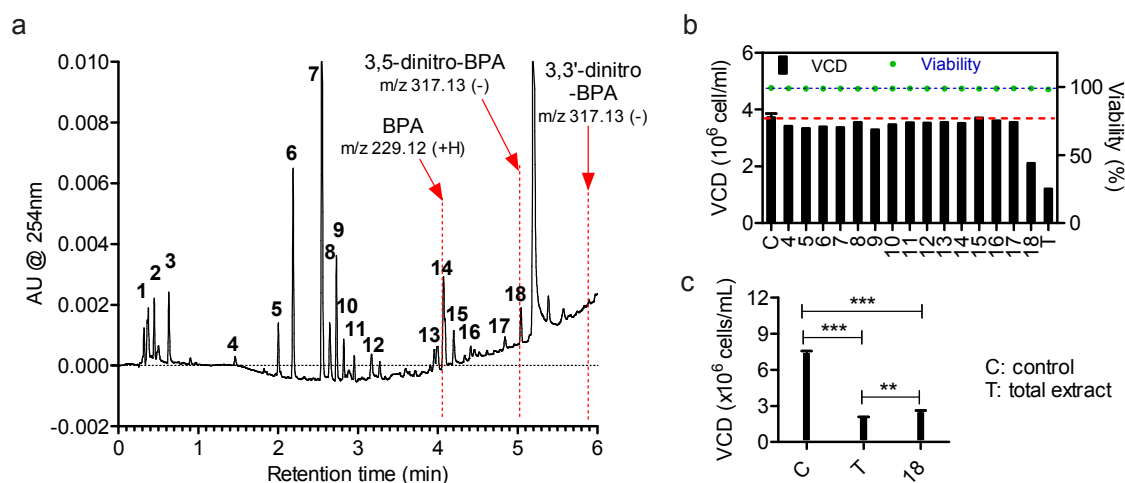 a
AU @ 254nm
0.010
0.008
0.006
0.004
0.002
0.000
-0.002
0 1 2 3 4 5 6
Retention time (min)
1
2
3
4
5
6
7
8
9
10
11
12
13
14
15
16
17
18
BPA
m/z 229.12 (+H)
3,5-dinitro-BPA
m/z 317.13 (-)
3,3'-dinitro
-BPA
m/z 317.13 (-)
b
VCD
Viability
VCD (10⁶ cell/ml)
6
4
2
0
Viability (%)
100
50
0
C 4 5 6 7 8 9 10 11 12 13 14 15 16 17 18 T
c
VCD (x10⁶ cells/mL)
12
9
6
3
0
***
***
**
C T 18
C: control
T: total extract